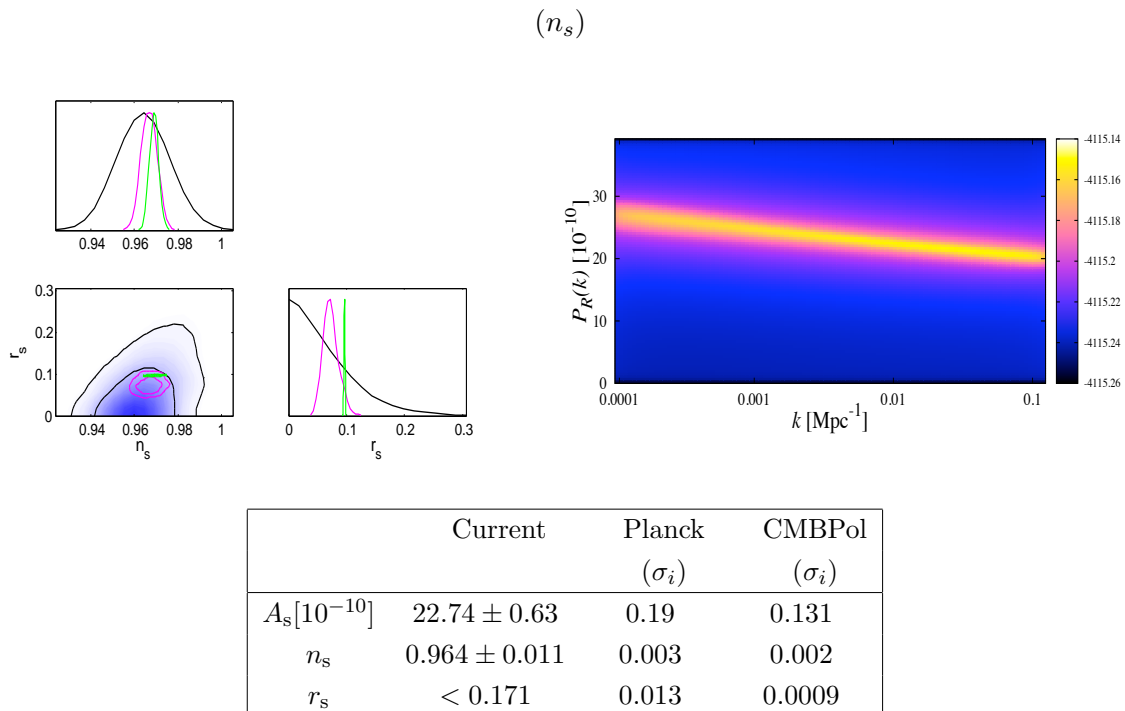 (n_s)
0.94 0.96 0.98 1
0.3
0.2
0.1
0
r_s
0.94 0.96 0.98 1
n_s
0 0.1 0.2 0.3
r_s
P_R(k) [10^-10]
30
20
10
0
0.0001 0.001 0.01 0.1
k [Mpc^-1]
-4115.14
-4115.16
-4115.18
-4115.2
-4115.22
-4115.24
-4115.26
Current Planck CMBPol
(σ_i) (σ_i)
A_s[10^−10] 22.74 ± 0.63 0.19 0.131
n_s 0.964 ± 0.011 0.003 0.002
r_s < 0.171 0.013 0.0009